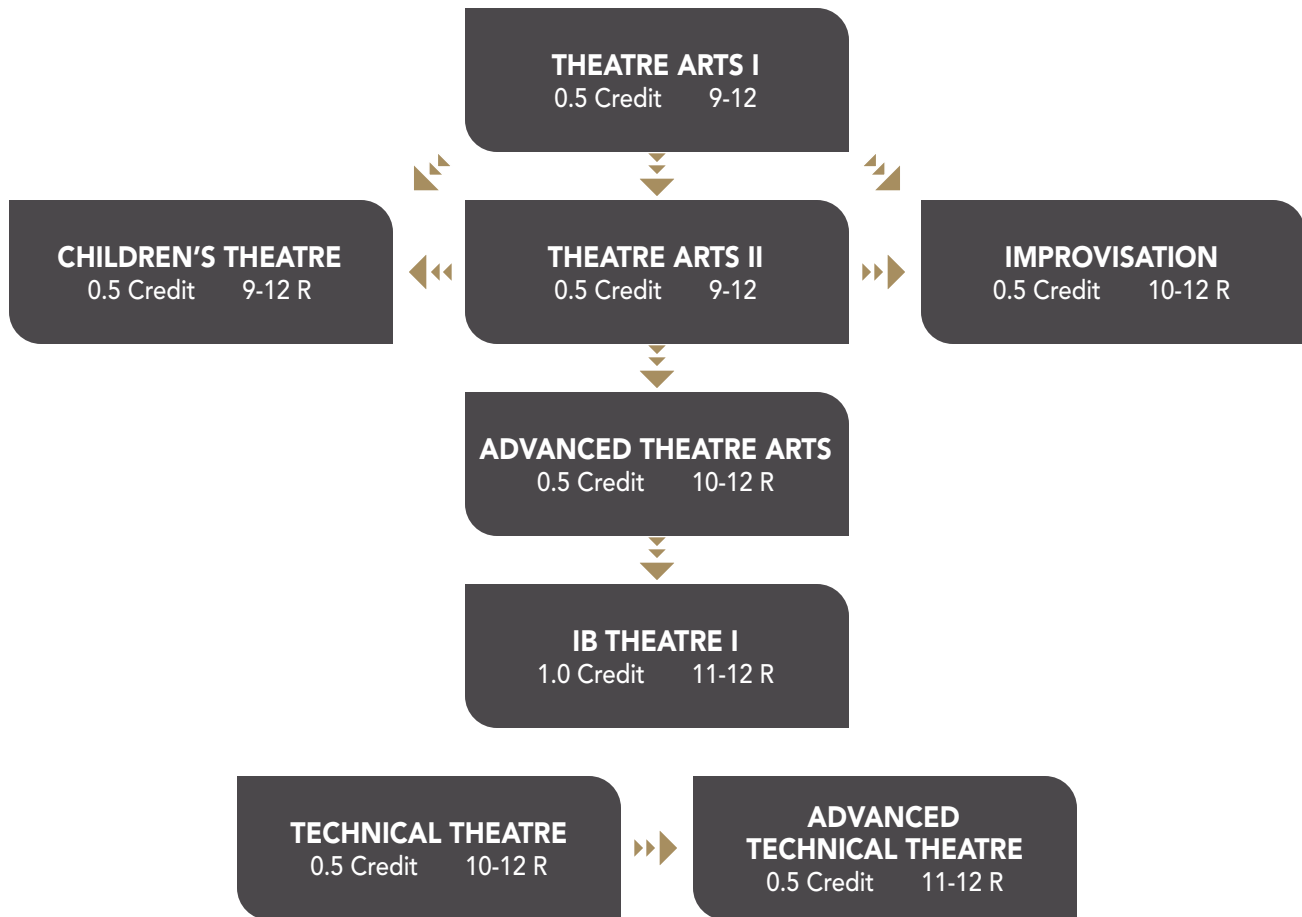 THEATRE ARTS I
0.5 Credit 9-12
CHILDREN’S THEATRE
0.5 Credit 9-12 R
THEATRE ARTS II
0.5 Credit 9-12
IMPROVISATION
0.5 Credit 10-12 R
ADVANCED THEATRE ARTS
0.5 Credit 10-12 R
IB THEATRE I
1.0 Credit 11-12 R
TECHNICAL THEATRE
0.5 Credit 10-12 R
ADVANCED
TECHNICAL THEATRE
0.5 Credit 11-12 R